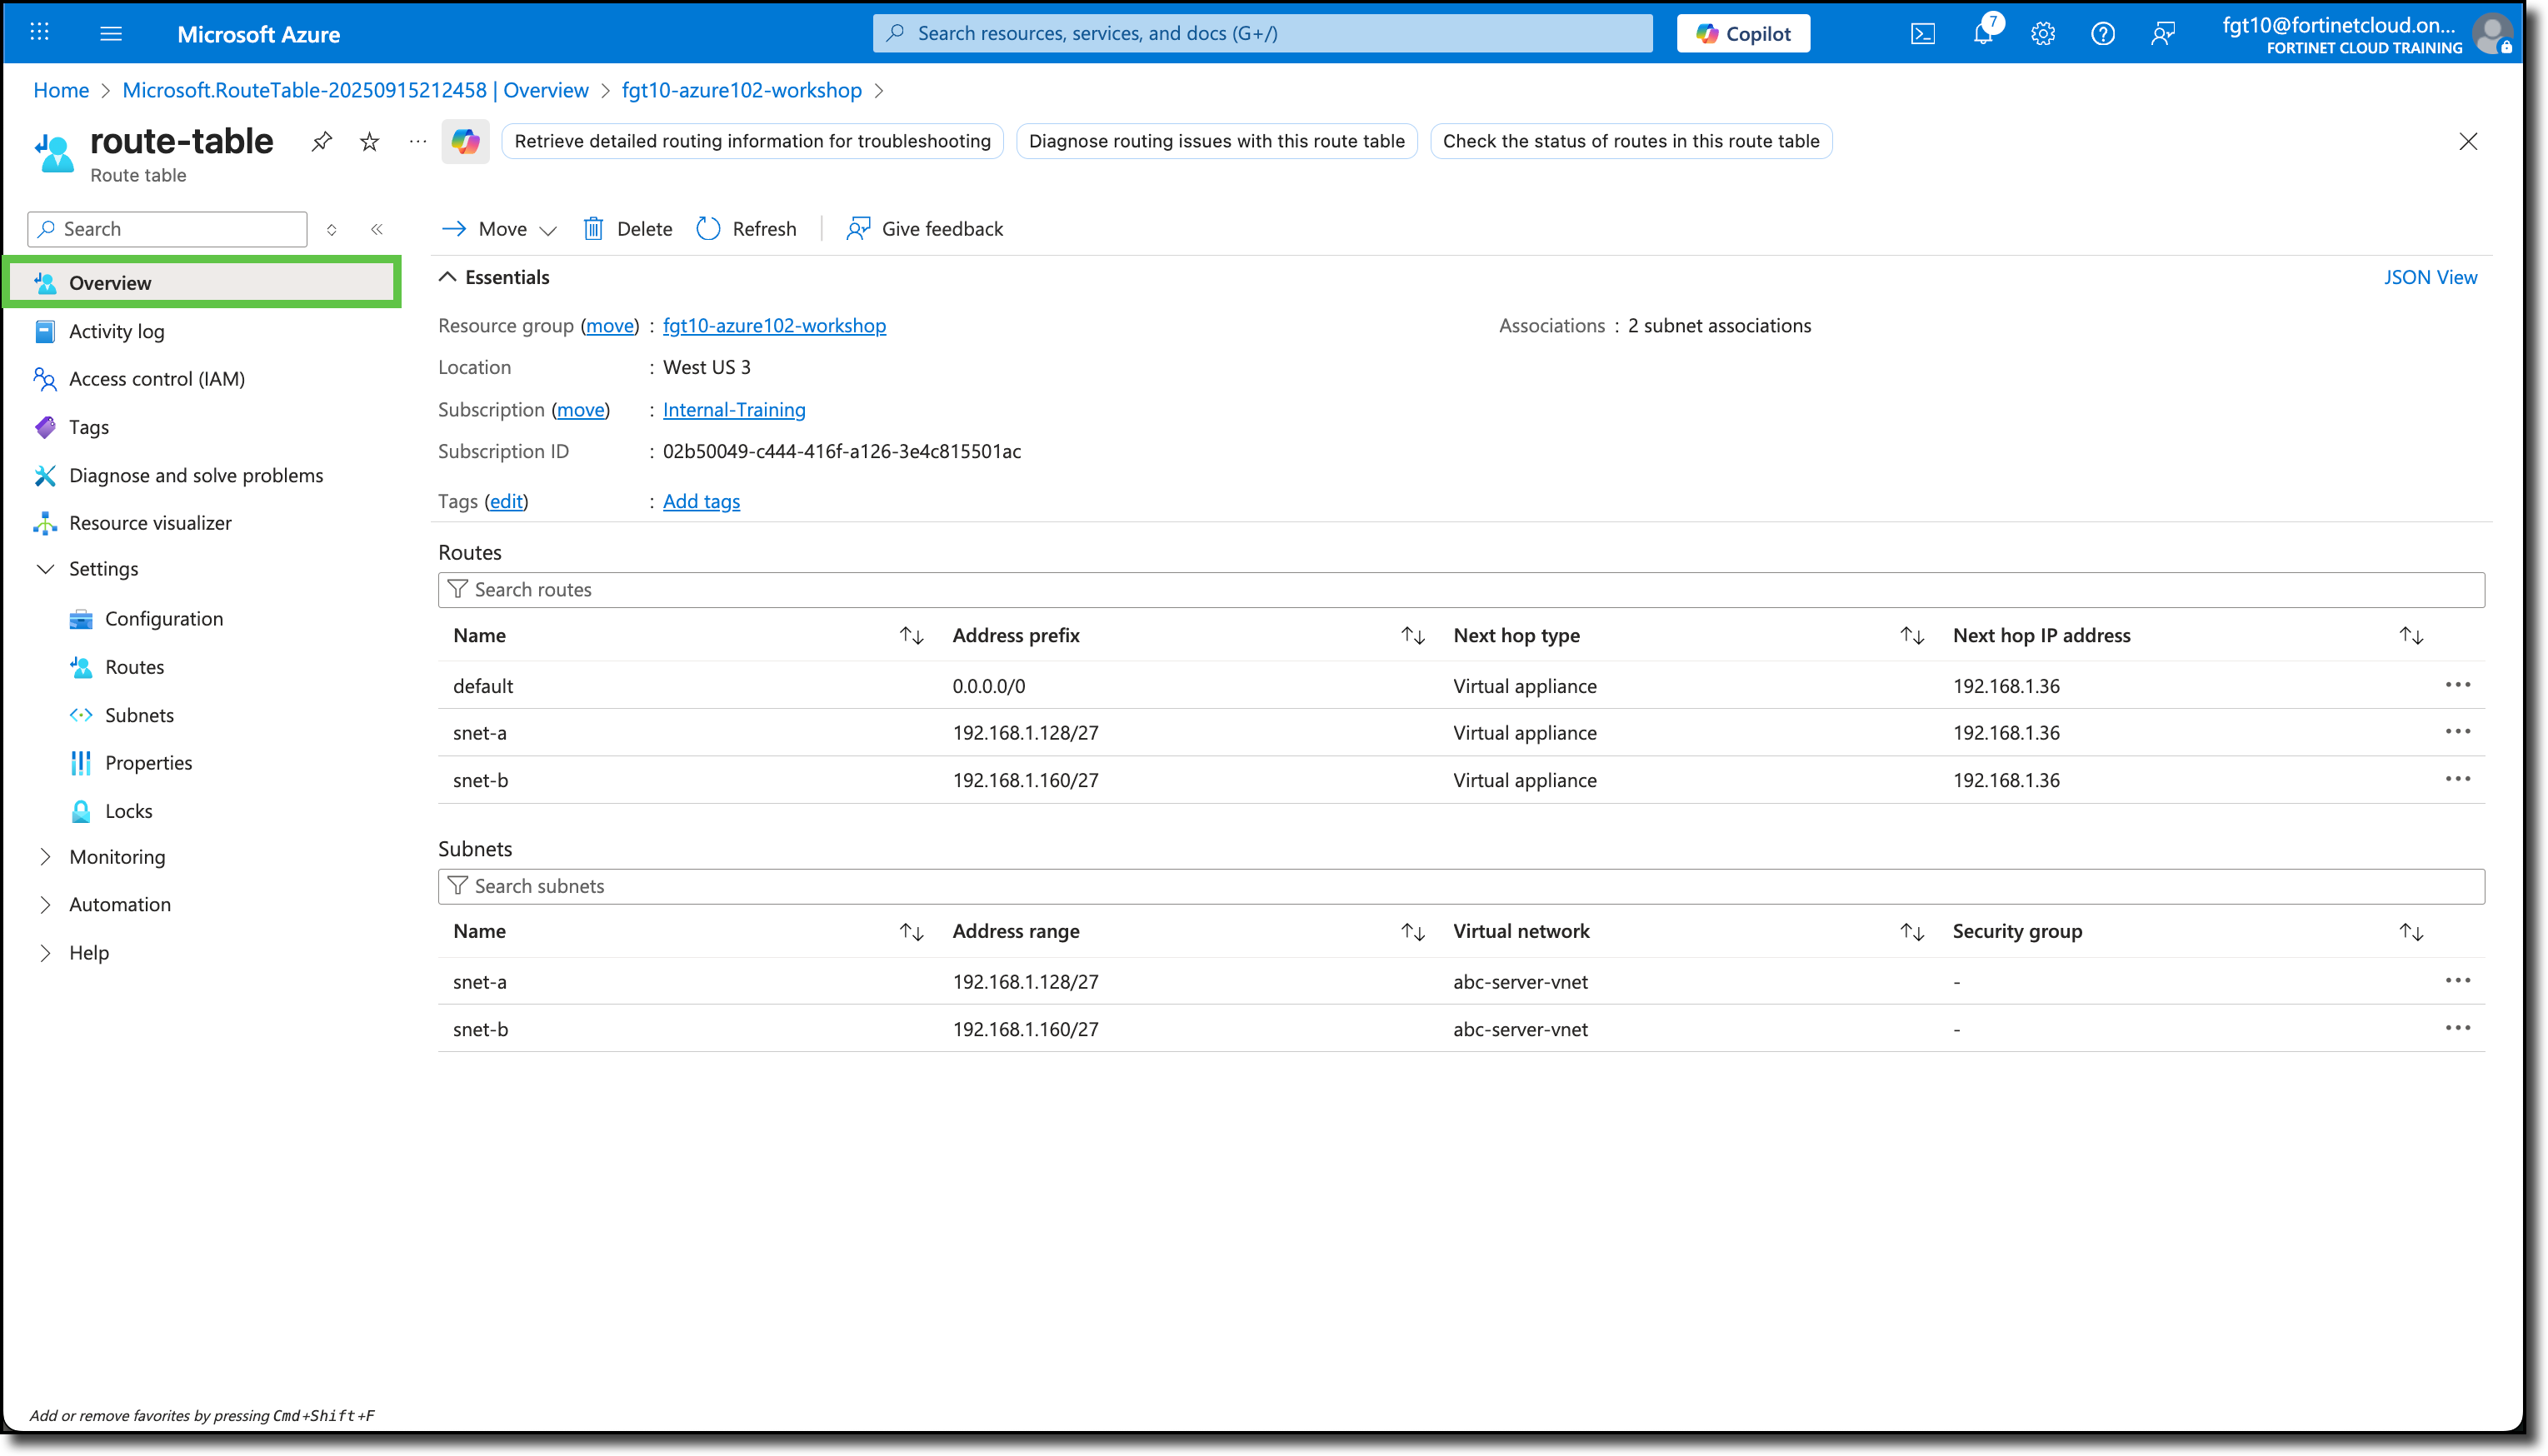 Microsoft Azure
Search resources, services, and docs (G+/)
Copilot
7
fgt10@fortinetcloud.on...
FORTINET CLOUD TRAINING
Home > Microsoft.RouteTable-20250915212458 | Overview > fgt10-azure102-workshop >
route-table
Route table
Retrieve detailed routing information for troubleshooting
Diagnose routing issues with this route table
Check the status of routes in this route table
Search
Overview
Activity log
Access control (IAM)
Tags
Diagnose and solve problems
Resource visualizer
Settings
Configuration
Routes
Subnets
Properties
Locks
Monitoring
Automation
Help
Add or remove favorites by pressing Cmd+Shift+F
Move Delete Refresh Give feedback
Essentials
JSON View
Resource group (move) : fgt10-azure102-workshop
Location : West US 3
Subscription (move) : Internal-Training
Subscription ID : 02b50049-c444-416f-a126-3e4c815501ac
Tags (edit) : Add tags
Associations : 2 subnet associations
Routes
Search routes
Name Address prefix Next hop type Next hop IP address
default 0.0.0.0/0 Virtual appliance 192.168.1.36
snet-a 192.168.1.128/27 Virtual appliance 192.168.1.36
snet-b 192.168.1.160/27 Virtual appliance 192.168.1.36
Subnets
Search subnets
Name Address range Virtual network Security group
snet-a 192.168.1.128/27 abc-server-vnet -
snet-b 192.168.1.160/27 abc-server-vnet -